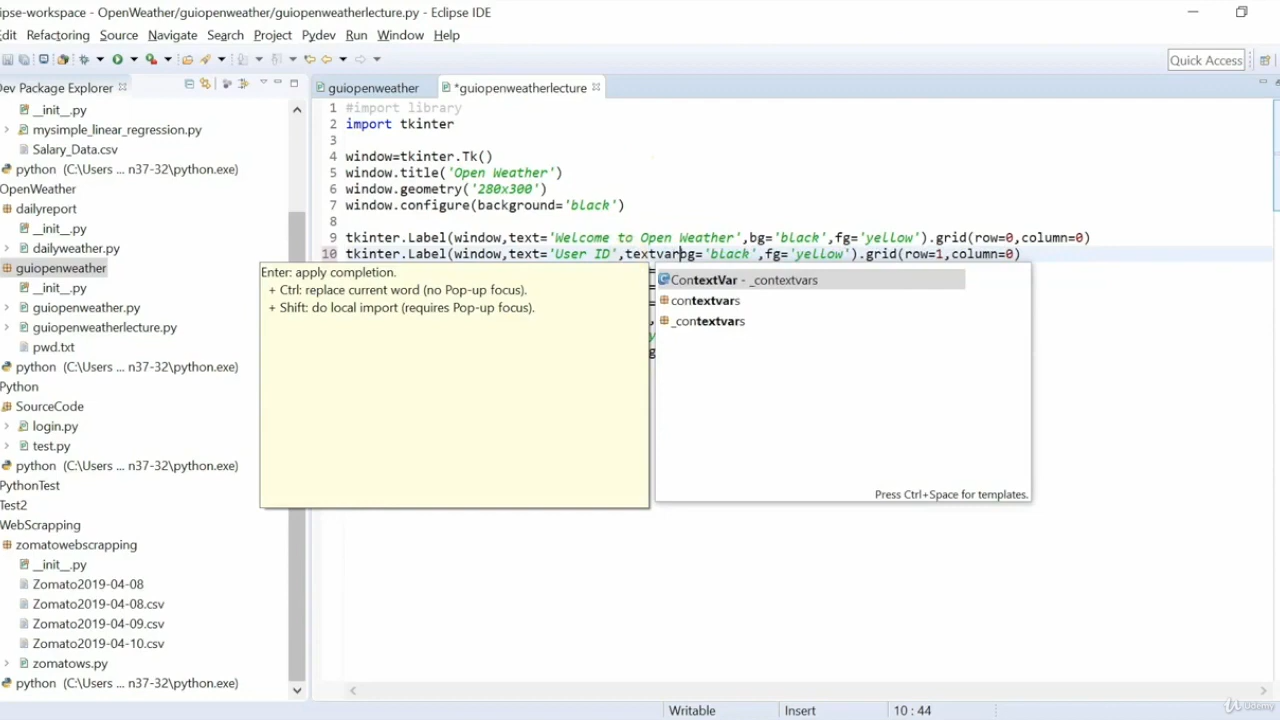 ipse-workspace - OpenWeather/guiopenweather/guiopenweatherlecture.py - Eclipse IDE
dit Refactoring Source Navigate Search Project Pydev Run Window Help
Quick Access
Dev Package Explorer
guiopenweather
*guiopenweatherlecture
__init__.py
mysimple_linear_regression.py
Salary_Data.csv
python (C:\Users ... n37-32\python.exe)
OpenWeather
dailyreport
__init__.py
dailyweather.py
guiopenweather
__init__.py
guiopenweather.py
guiopenweatherlecture.py
pwd.txt
python (C:\Users ... n37-32\python.exe)
Python
SourceCode
login.py
test.py
python (C:\Users ... n37-32\python.exe)
PythonTest
Test2
WebScrapping
zomatowebscrapping
__init__.py
Zomato2019-04-08
Zomato2019-04-08.csv
Zomato2019-04-09.csv
Zomato2019-04-10.csv
zomatows.py
python (C:\Users ... n37-32\python.exe)
1 #import library
2 import tkinter
3
4 window=tkinter.Tk()
5 window.title('Open Weather')
6 window.geometry('280x300')
7 window.configure(background='black')
8
9 tkinter.Label(window,text='Welcome to Open Weather',bg='black',fg='yellow').grid(row=0,column=0)
10 tkinter.Label(window,text='User ID',textvarbg='black',fg='yellow').grid(row=1,column=0)
Enter: apply completion.
+ Ctrl: replace current word (no Pop-up focus).
+ Shift: do local import (requires Pop-up focus).
ContextVar - _contextvars
contextvars
_contextvars
Press Ctrl+Space for templates.
Writable
Insert
10 : 44
Udemy